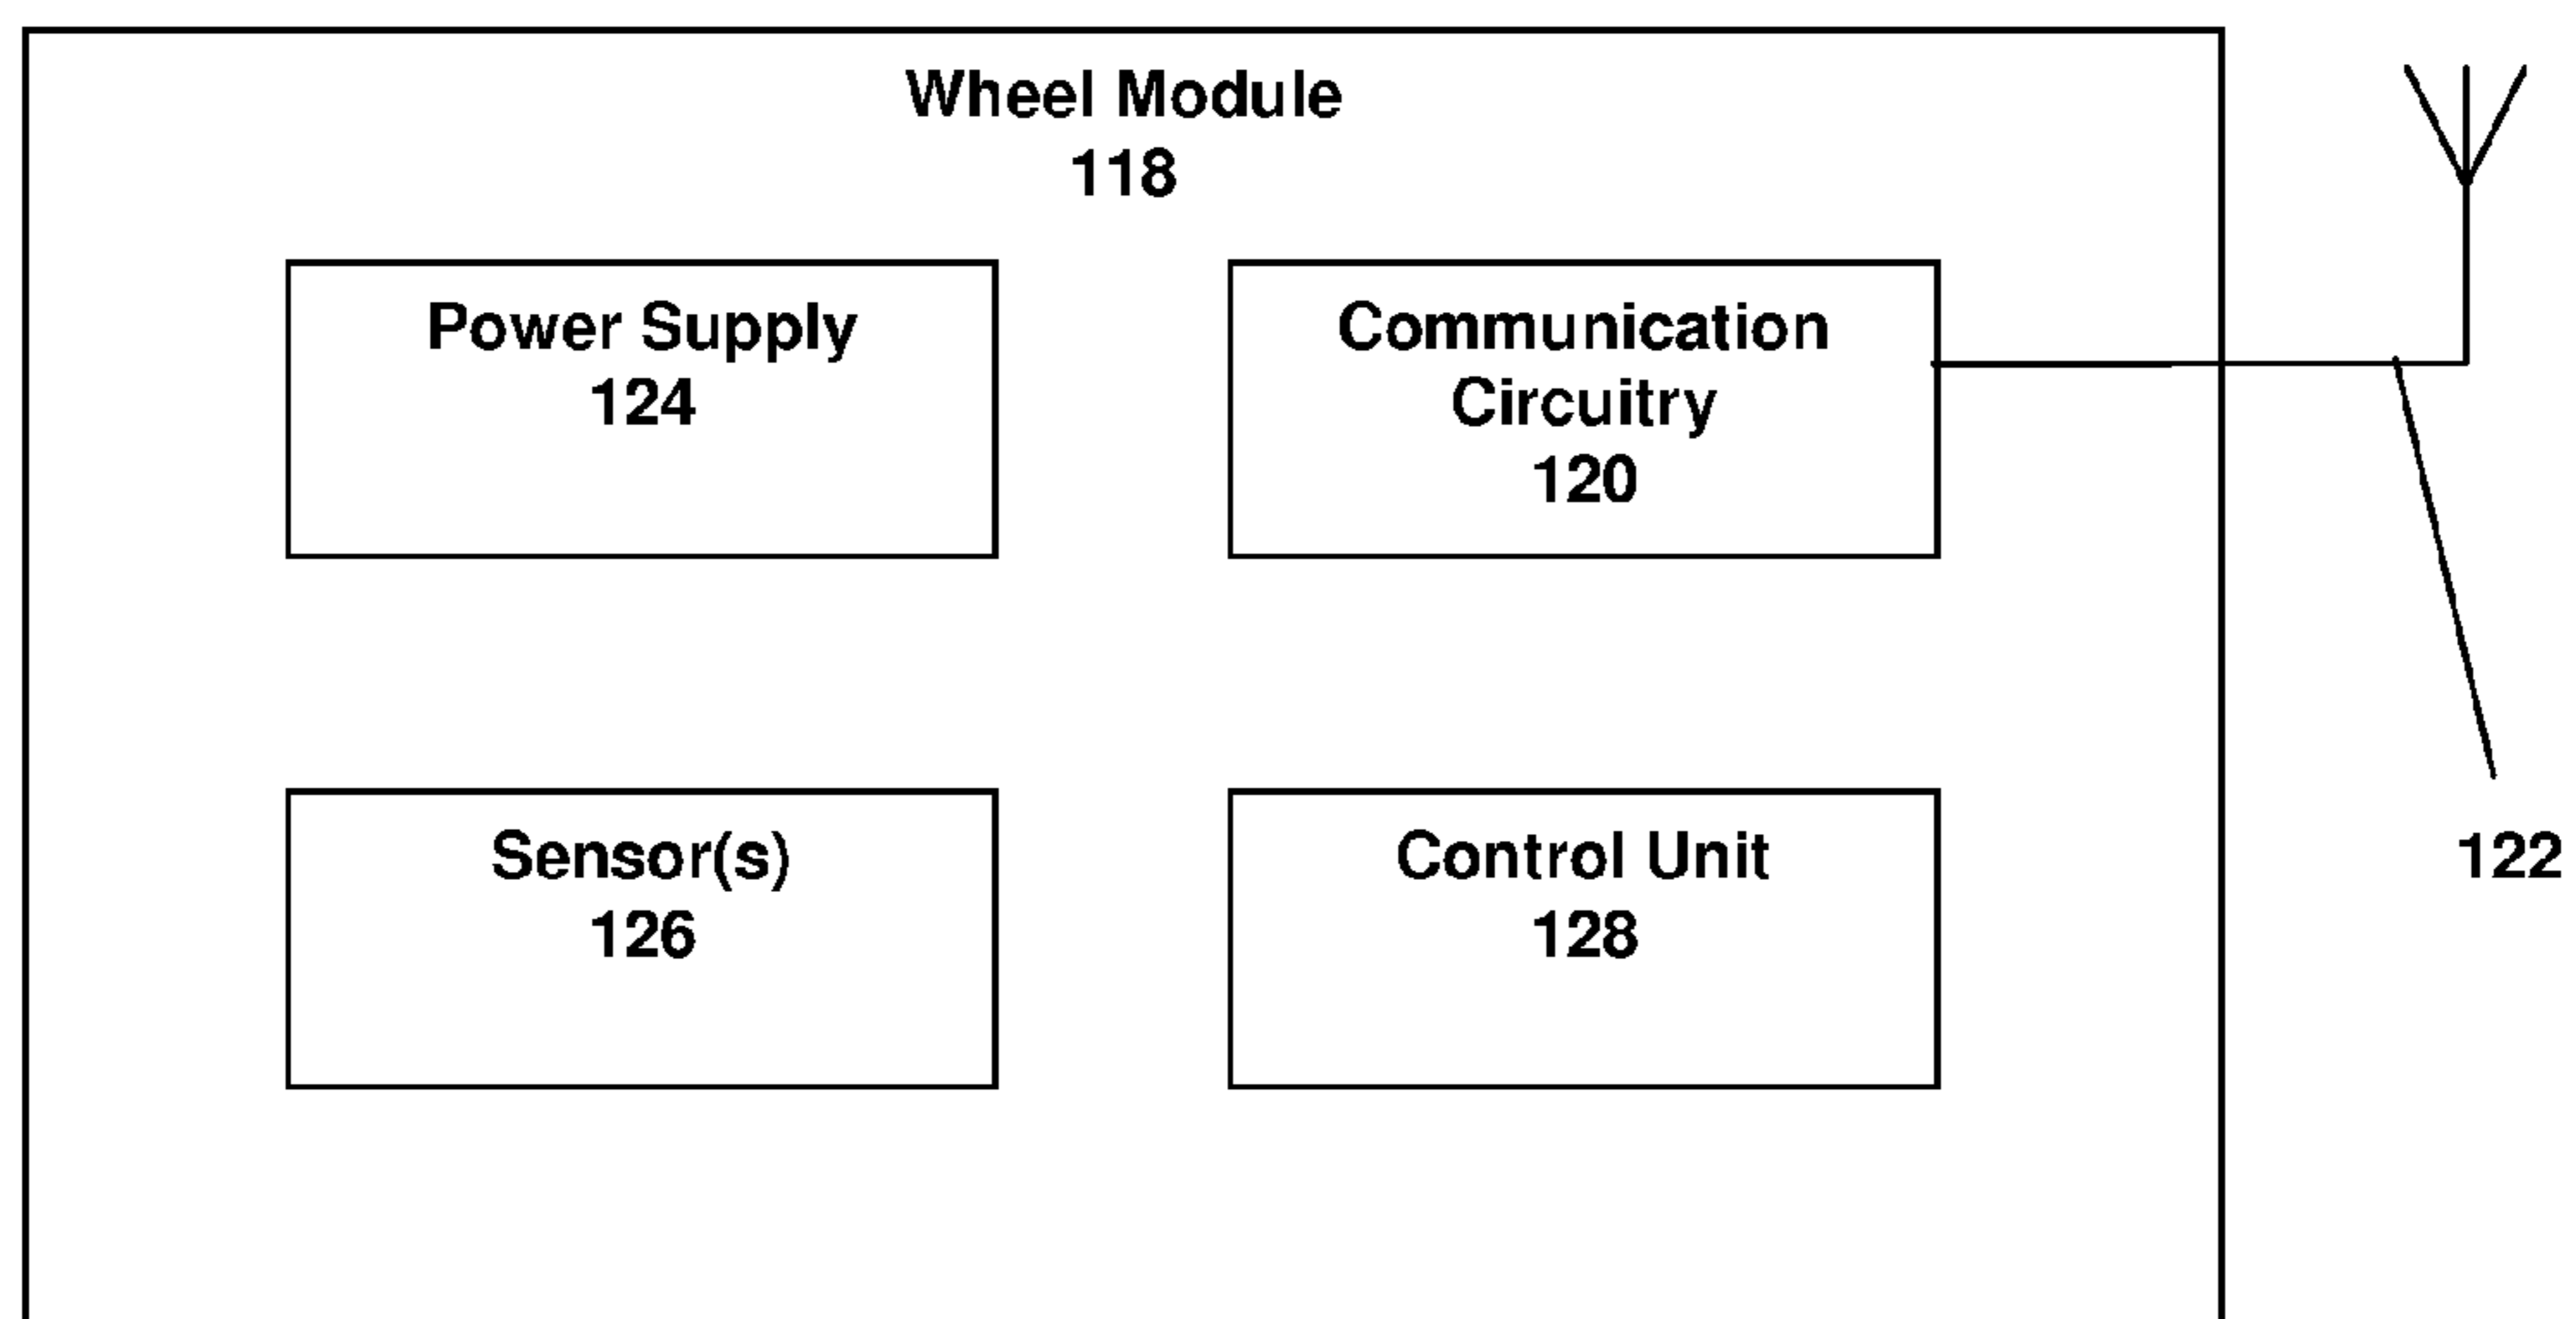 Wheel Module
118
Power Supply
124
Communication
Circuitry
120
Sensor(s)
126
Control Unit
128
122